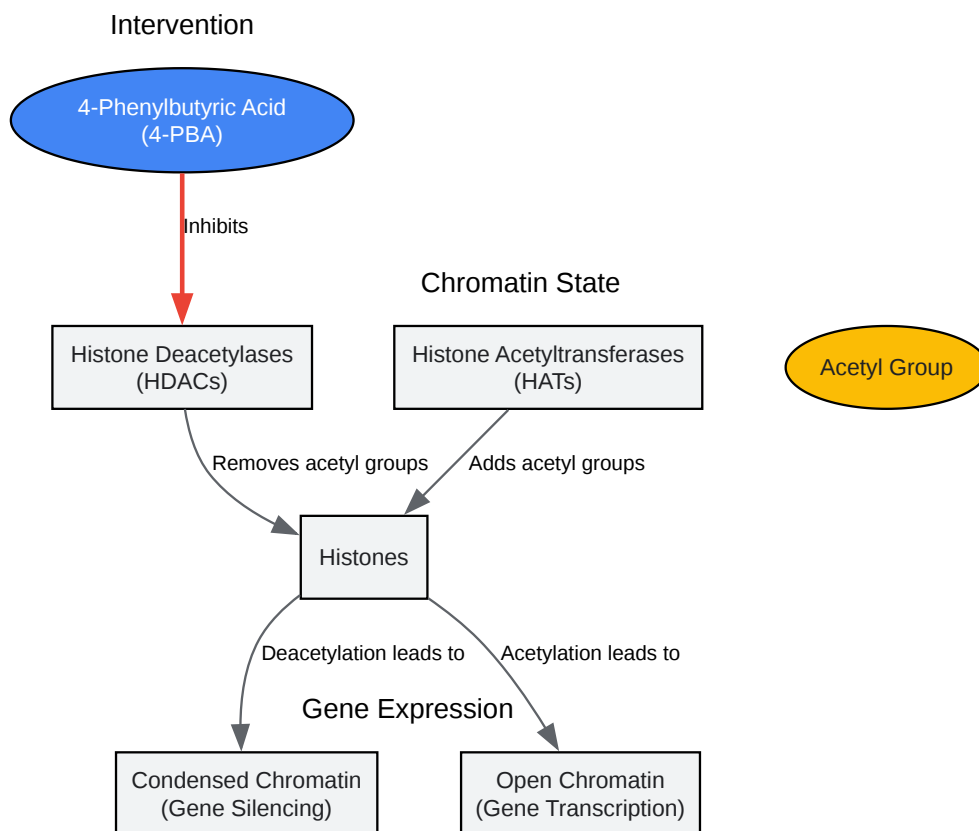 Intervention
4-Phenylbutyric Acid
(4-PBA)
Inhibits
Chromatin State
Histone Deacetylases
(HDACs)
Histone Acetyltransferases
(HATs)
Acetyl Group
Removes acetyl groups
Adds acetyl groups
Histones
Deacetylation leads to
Acetylation leads to
Gene Expression
Condensed Chromatin
(Gene Silencing)
Open Chromatin
(Gene Transcription)